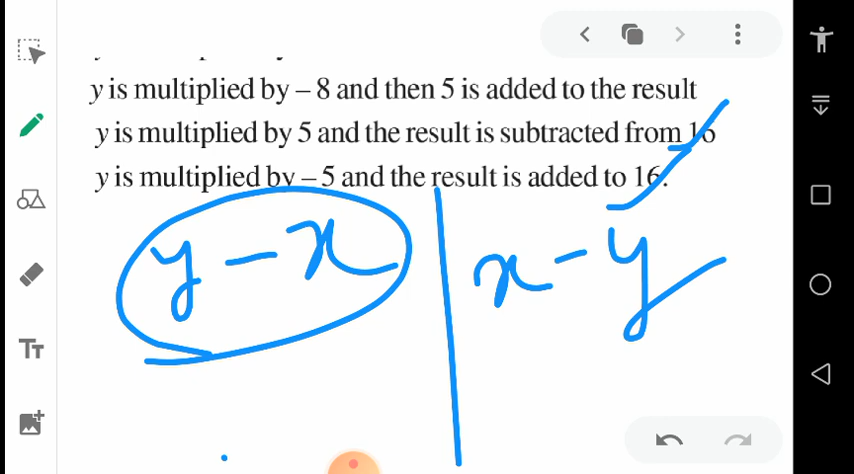 y is multiplied by – 8 and then 5 is added to the result
y is multiplied by 5 and the result is subtracted from 16
y is multiplied by – 5 and the result is added to 16.
y - x | x - y
TT